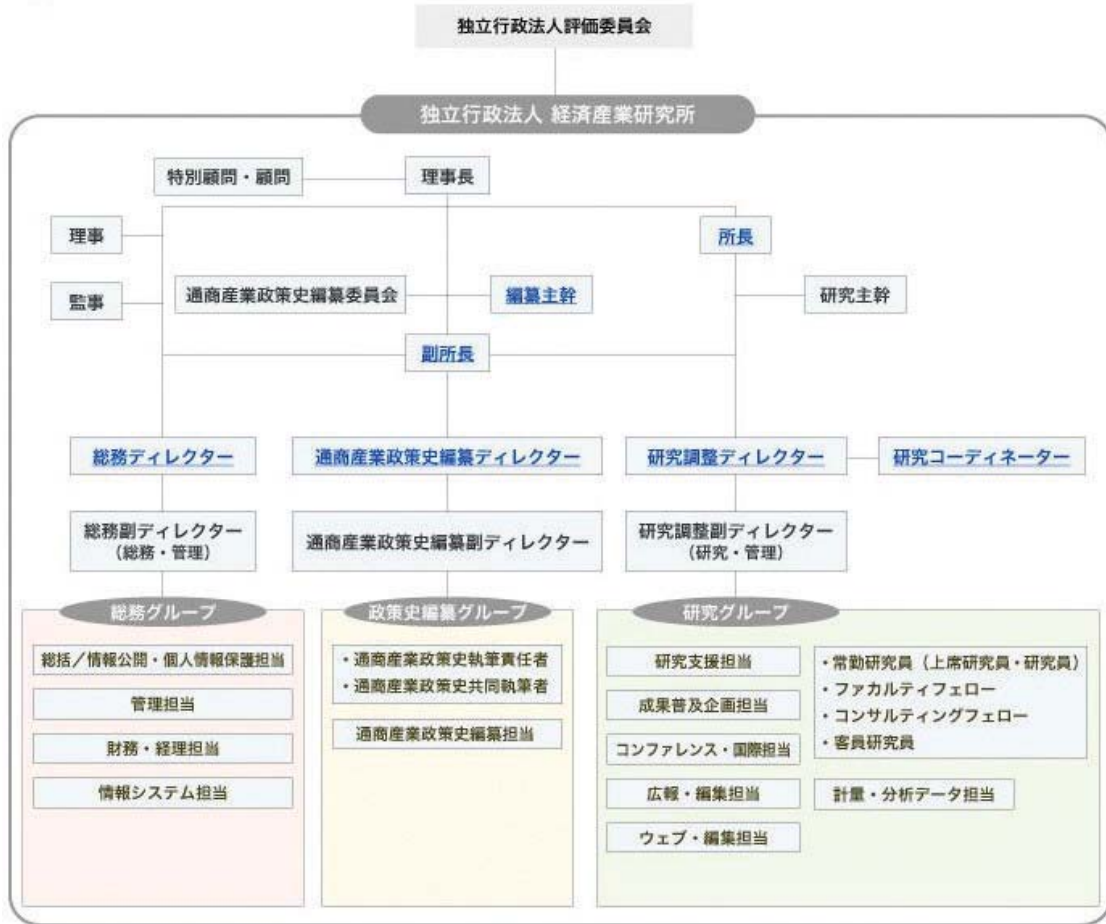 独立行政法人評価委員会
独立行政法人 経済産業研究所
特別顧問・顧問
理事長
理事
所長
監事
通商産業政策史編纂委員会
編纂主幹
研究主幹
副所長
総務ディレクター
通商産業政策史編纂ディレクター
研究調整ディレクター
研究コーディネーター
総務副ディレクター
（総務・管理）
通商産業政策史編纂副ディレクター
研究調整副ディレクター
（研究・管理）
総務グループ
総括／情報公開・個人情報保護担当
管理担当
財務・経理担当
情報システム担当
政策史編纂グループ
・通商産業政策史執筆責任者
・通商産業政策史共同執筆者
通商産業政策史編纂担当
研究グループ
研究支援担当
成果普及企画担当
コンファレンス・国際担当
広報・編集担当
ウェブ・編集担当
・常勤研究員（上席研究員・研究員）
・ファカルティフェロー
・コンサルティングフェロー
・客員研究員
計量・分析データ担当